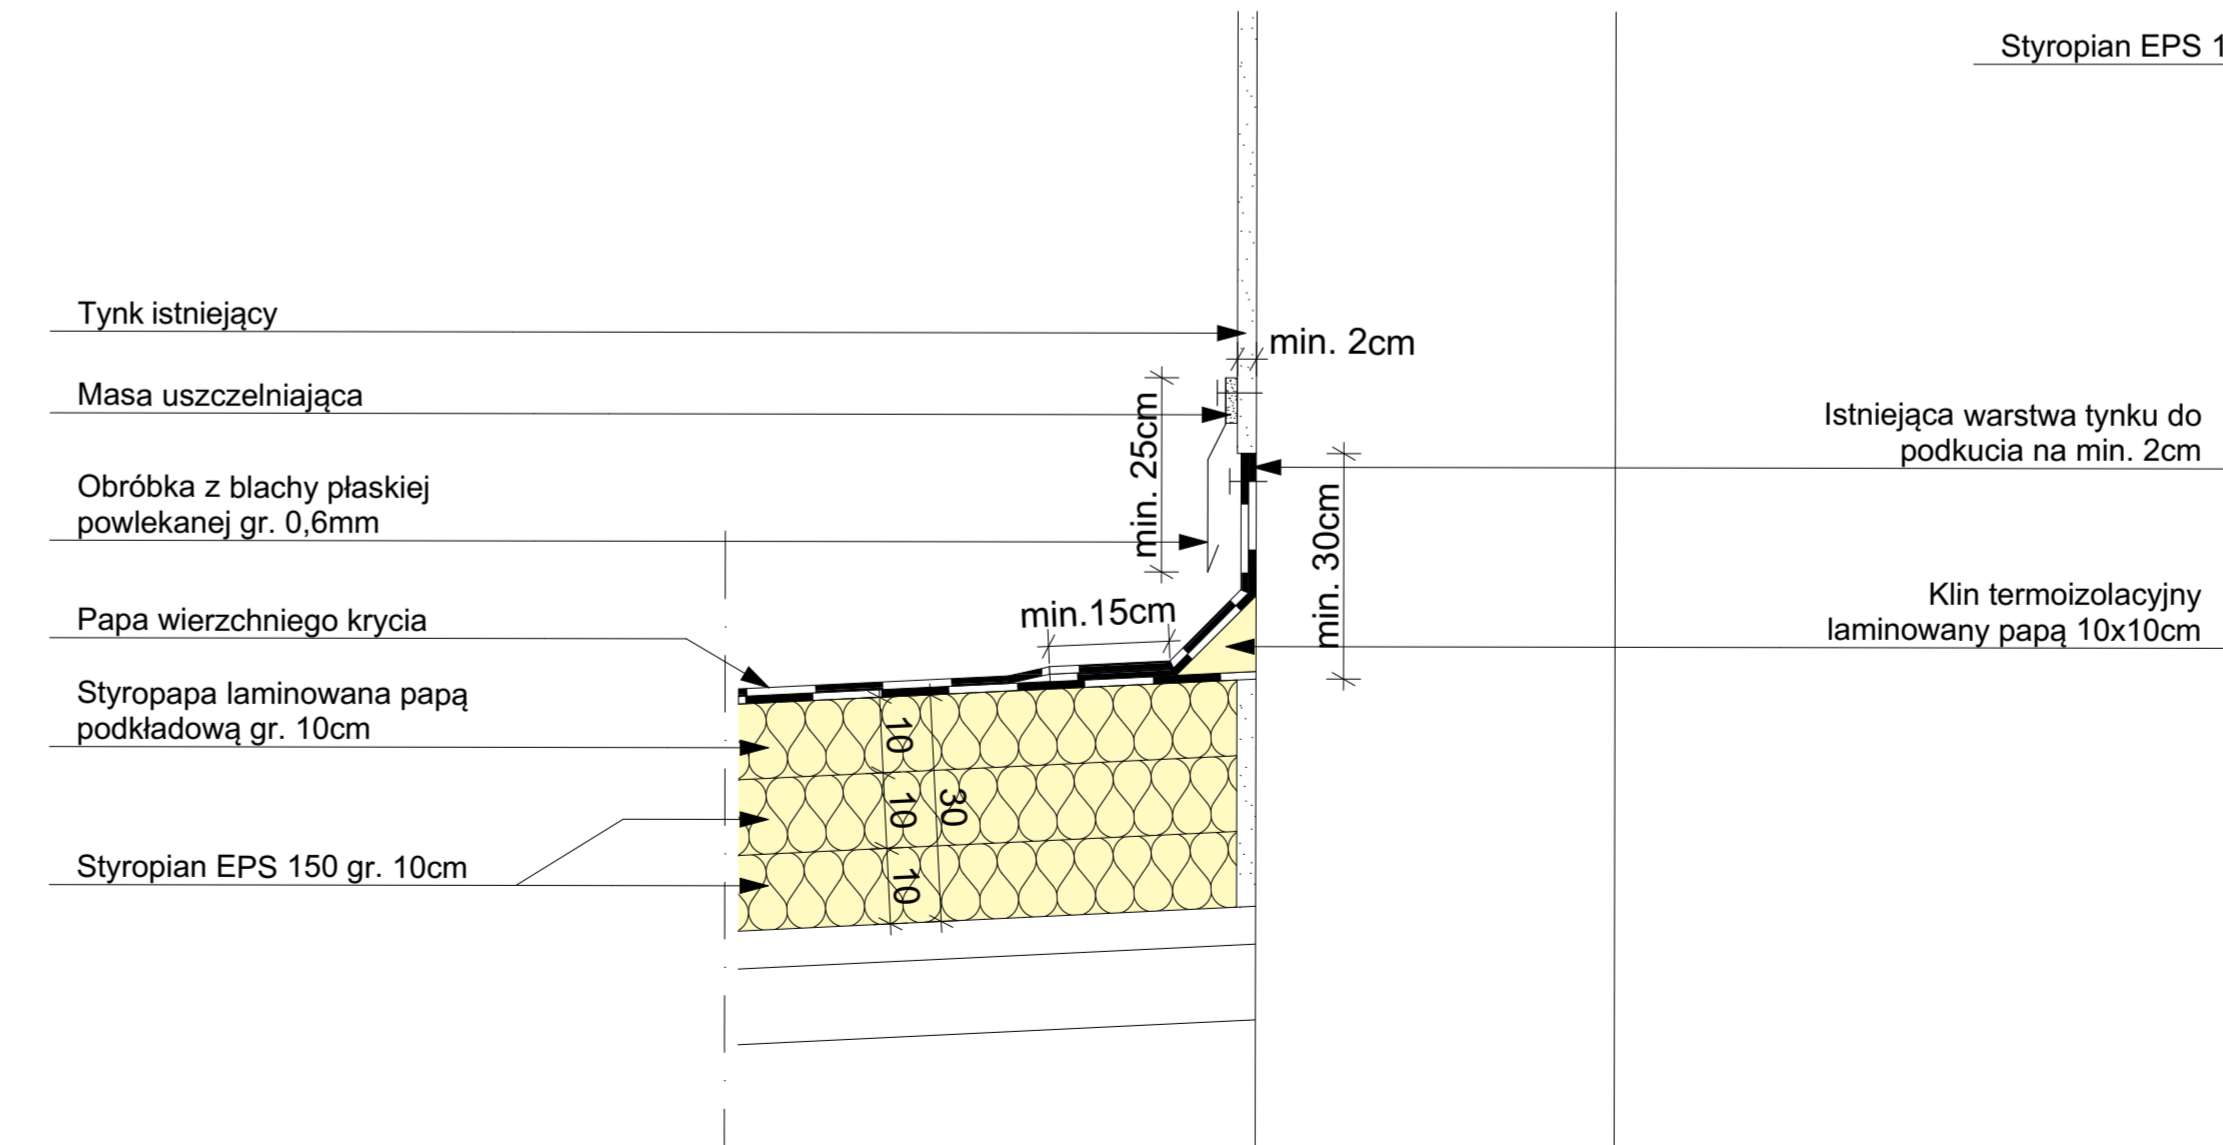 Styropian EPS 1
Tynk istniejący
min. 2cm
Masa uszczelniająca
min. 25cm
Istniejąca warstwa tynku do
podkucia na min. 2cm
Obróbka z blachy płaskiej
powlekanej gr. 0,6mm
min. 30cm
Papa wierzchniego krycia
min.15cm
Klin termoizolacyjny
laminowany papą 10x10cm
Styropapa laminowana papą
podkładową gr. 10cm
10
10
30
10
Styropian EPS 150 gr. 10cm